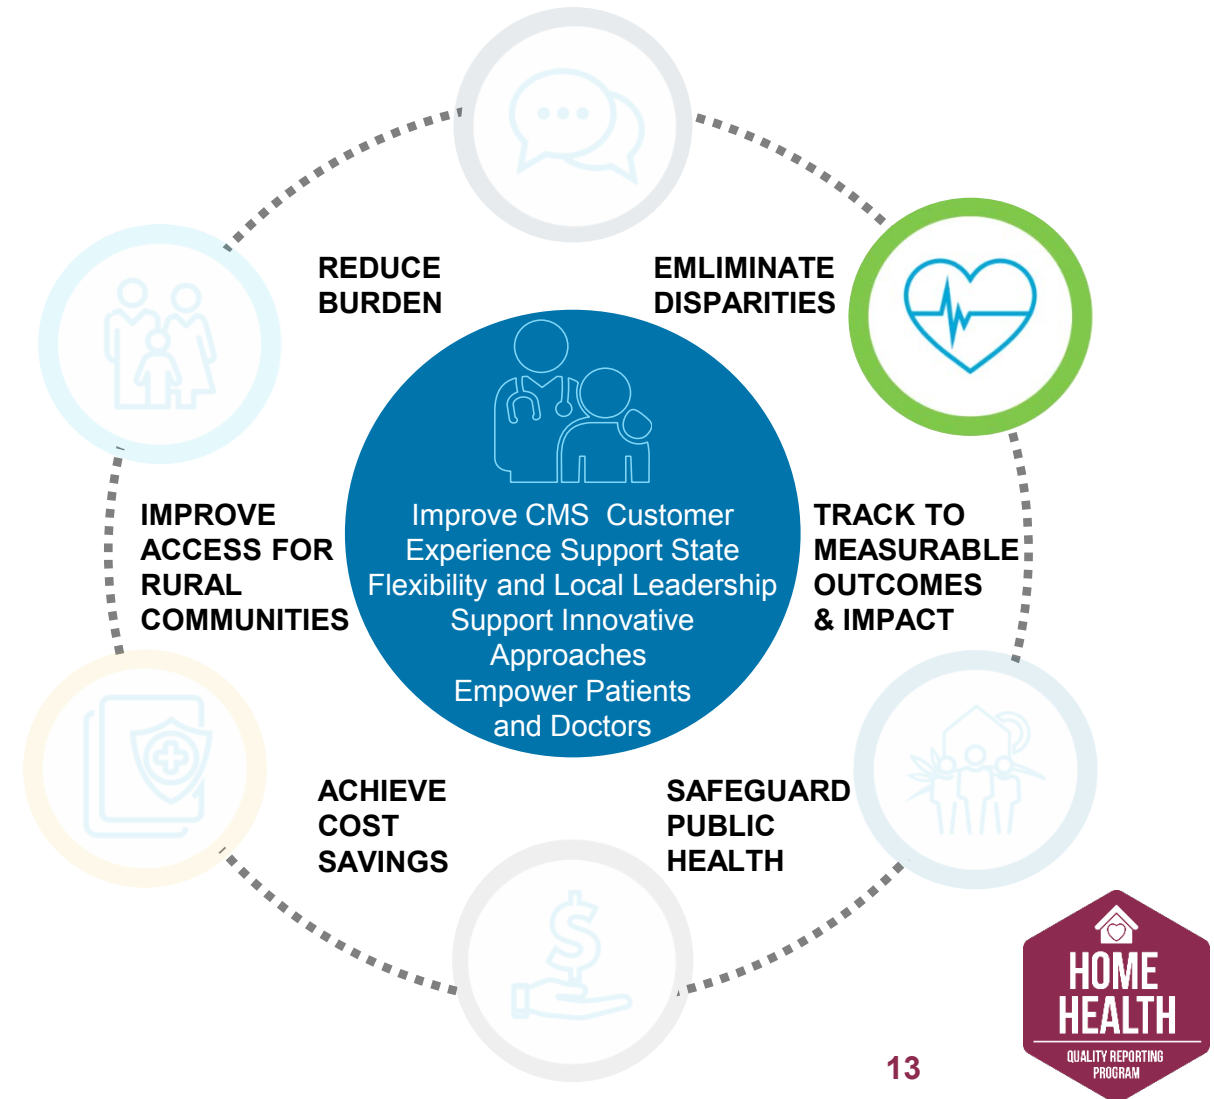 REDUCE
BURDEN
EMLIMINATE
DISPARITIES
IMPROVE
ACCESS FOR
RURAL
COMMUNITIES
Improve CMS  Customer
Experience Support State
Flexibility and Local Leadership
Support Innovative
Approaches
Empower Patients
and Doctors
TRACK TO
MEASURABLE
OUTCOMES
& IMPACT
ACHIEVE
COST
SAVINGS
SAFEGUARD
PUBLIC
HEALTH
$
HOME
HEALTH
QUALITY REPORTING
PROGRAM
13